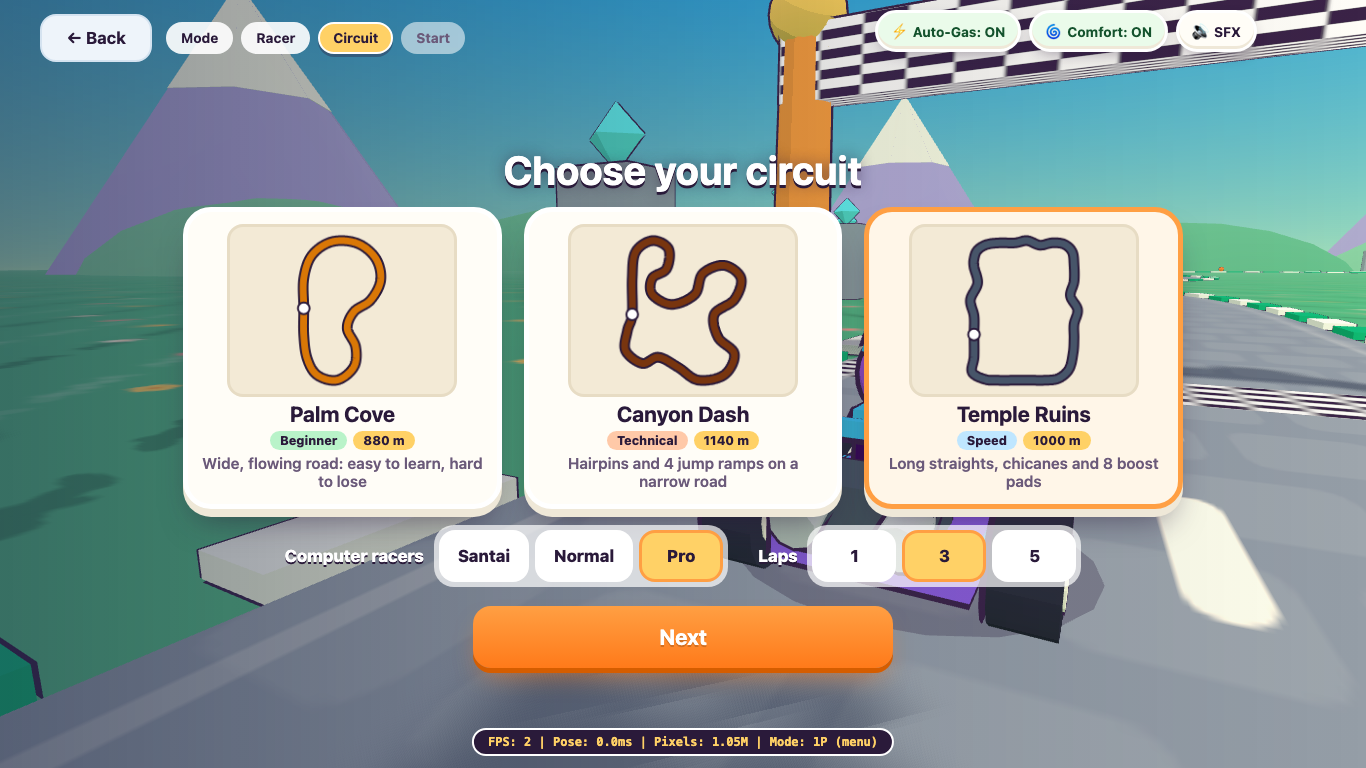 ← Back
Mode
Racer
Circuit
Start
⚡ Auto-Gas: ON
🌀 Comfort: ON
🔈 SFX
Choose your circuit
Palm Cove
Beginner
880 m
Wide, flowing road: easy to learn, hard
to lose
Canyon Dash
Technical
1140 m
Hairpins and 4 jump ramps on a
narrow road
Temple Ruins
Speed
1000 m
Long straights, chicanes and 8 boost
pads
Computer racers
Santai
Normal
Pro
Laps
1
3
5
Next
FPS: 2 | Pose: 0.0ms | Pixels: 1.05M | Mode: 1P (menu)